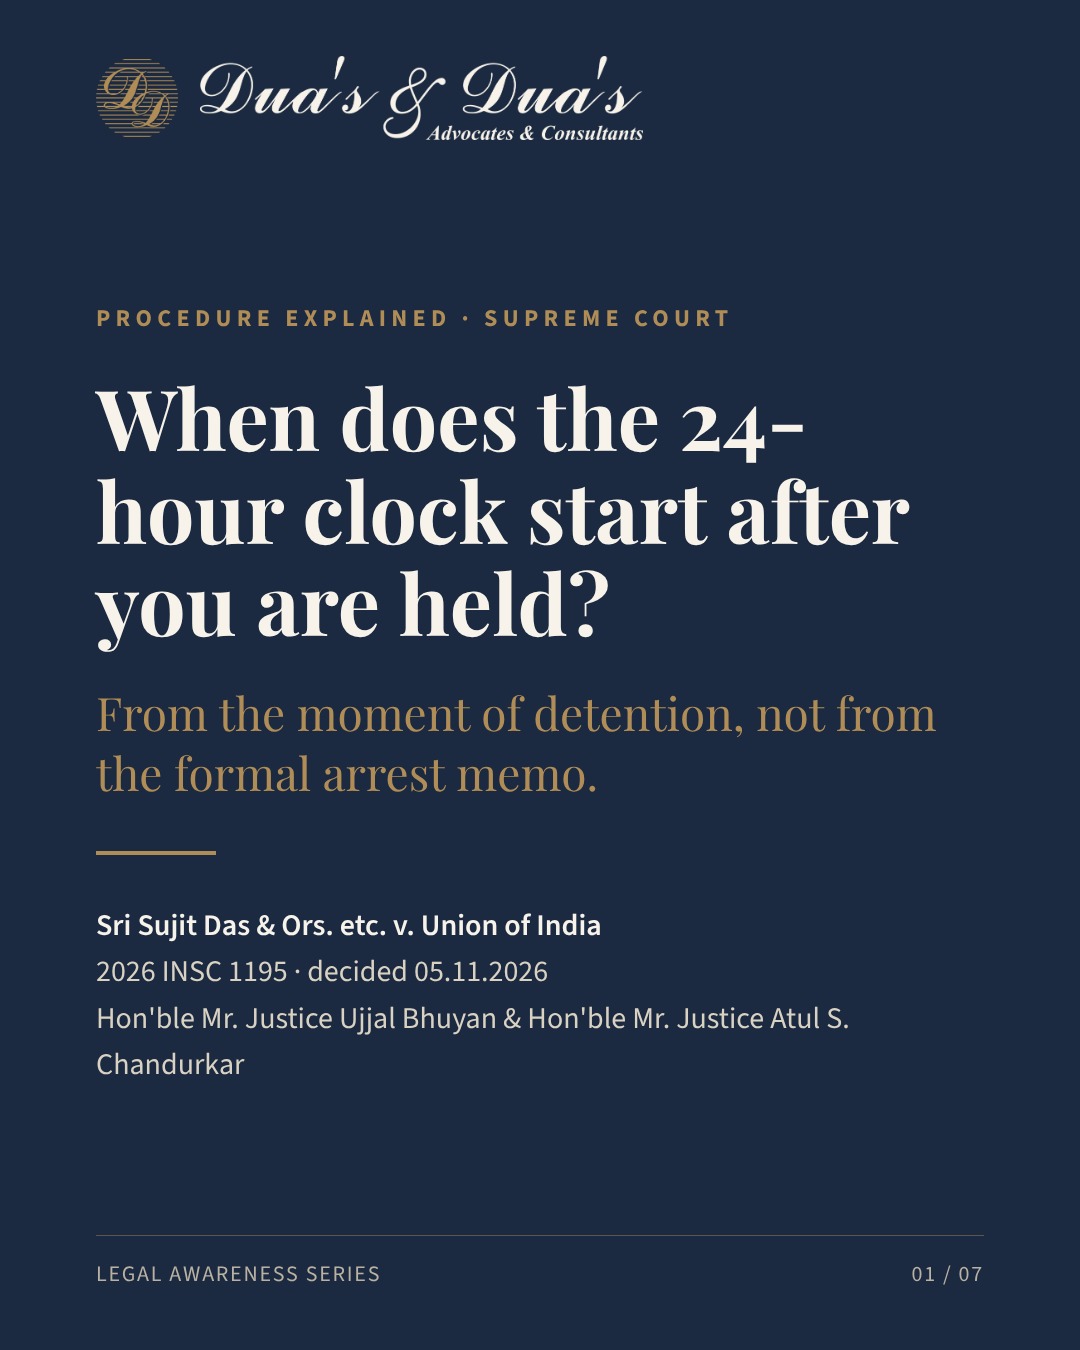 DD
Dua's & Dua's
Advocates & Consultants
PROCEDURE EXPLAINED · SUPREME COURT
When does the 24-
hour clock start after
you are held?
From the moment of detention, not from
the formal arrest memo.
Sri Sujit Das & Ors. etc. v. Union of India
2026 INSC 1195 · decided 05.11.2026
Hon'ble Mr. Justice Ujjal Bhuyan & Hon'ble Mr. Justice Atul S.
Chandurkar
LEGAL AWARENESS SERIES
01 / 07